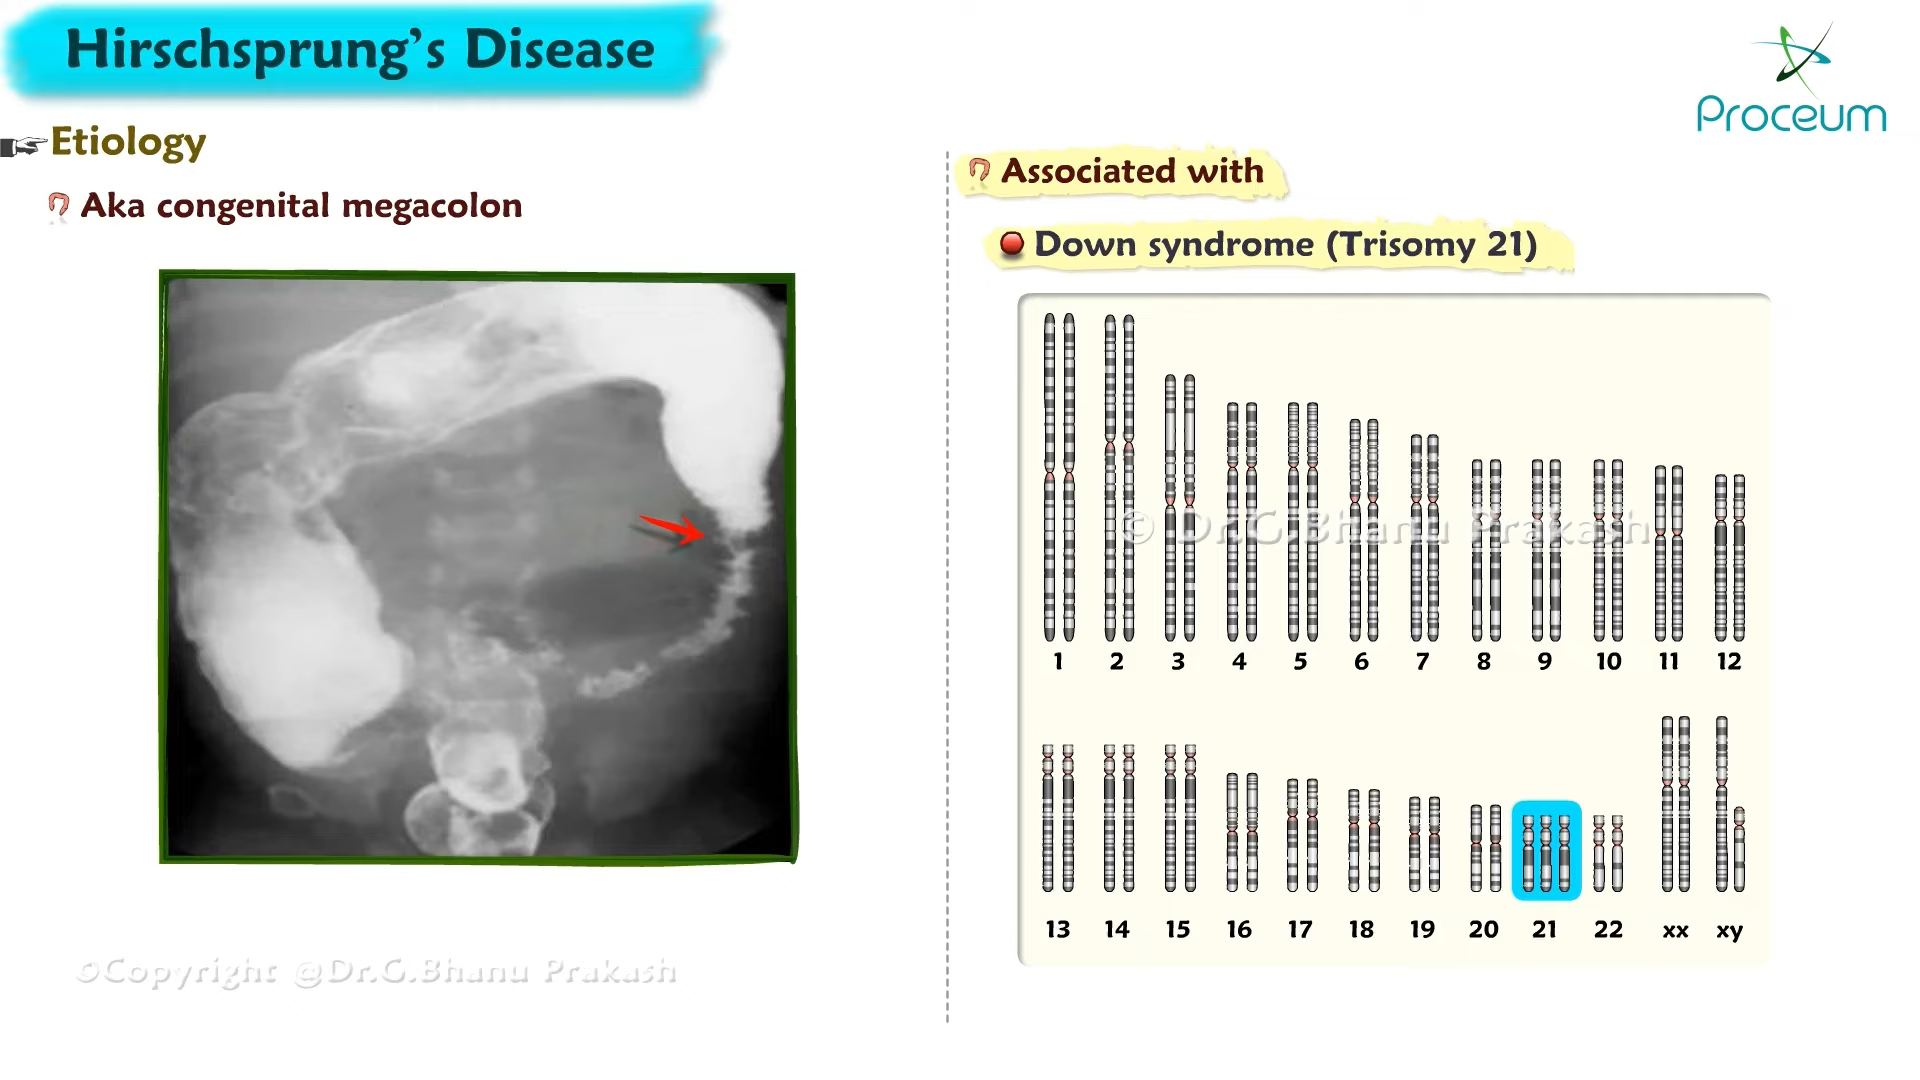 Hirschsprung's Disease
Proceum
Etiology
Aka congenital megacolon
Associated with
Down syndrome (Trisomy 21)
© Dr.G.Bhanu Prakash
1 2 3 4 5 6 7 8 9 10 11 12
13 14 15 16 17 18 19 20 21 22 xx xy
©Copyright @Dr.G.Bhanu Prakash